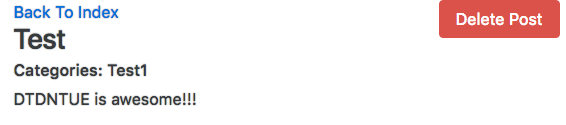 Back To Index
Delete Post
Test
Categories: Test1
DTDNTUE is awesome!!!